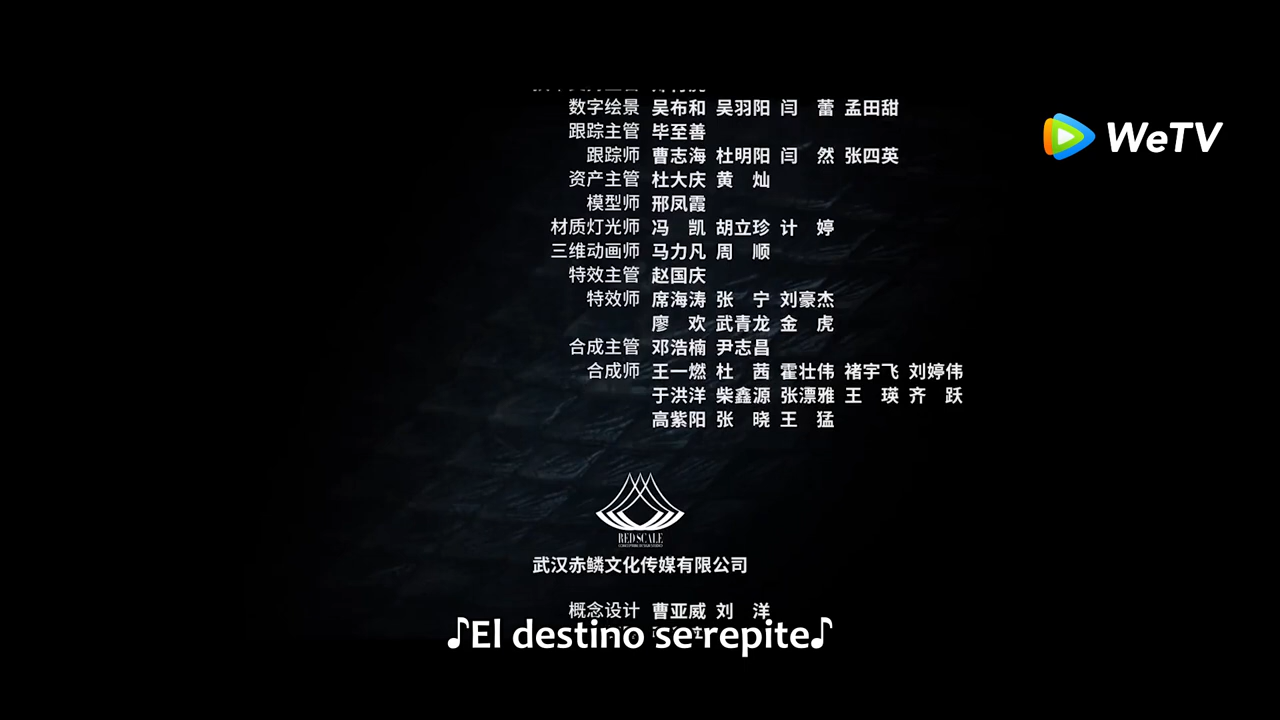 数字绘景 吴布和 吴羽阳 闫 蕾 孟田甜
WeTV
跟踪主管 毕至善
跟踪师 曹志海 杜明阳 闫 然 张四英
资产主管 杜大庆 黄 灿
模型师 邢凤霞
材质灯光师 冯 凯 胡立珍 计 婷
三维动画师 马力凡 周 顺
特效主管 赵国庆
特效师 席海涛 张 宁 刘豪杰
廖 欢 武青龙 金 虎
合成主管 邓浩楠 尹志昌
合成师 王一燃 杜 茜 霍壮伟 褚宇飞 刘婷伟
于洪洋 柴鑫源 张漂雅 王 瑛 齐 跃
高紫阳 张 晓 王 猛
RED SCALE
武汉赤鳞文化传媒有限公司
概念设计 曹亚威 刘 洋
♪El destino se repite♪